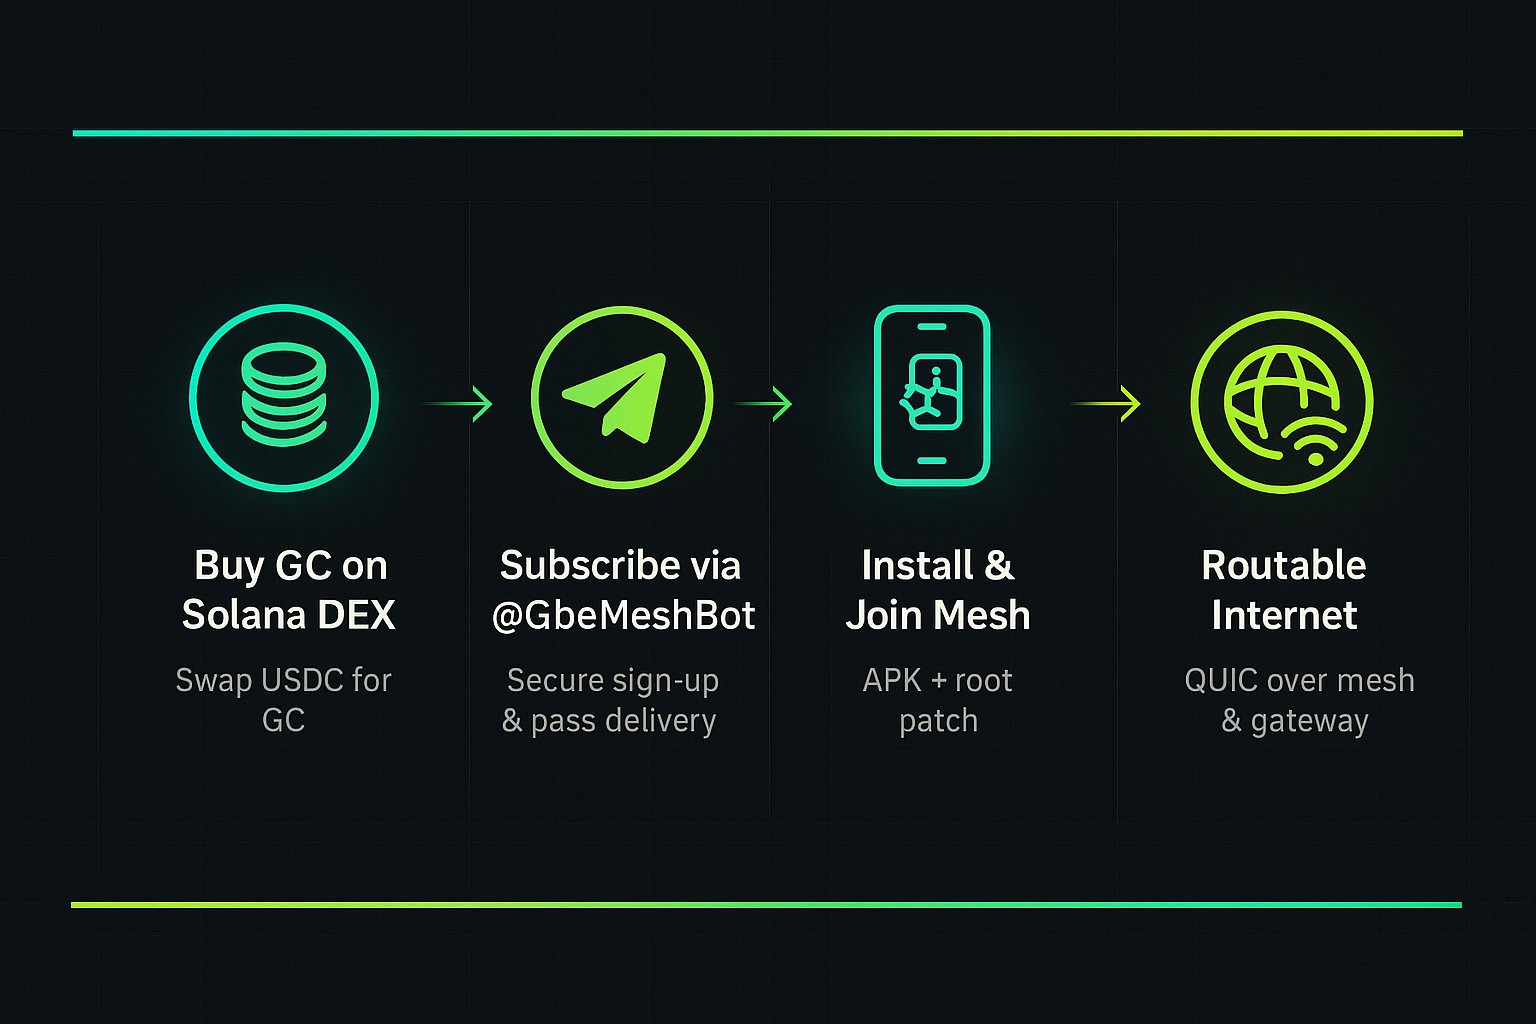 Buy GC on
Solana DEX
Swap USDC for
GC
Subscribe via
@GbeMeshBot
Secure sign-up
& pass delivery
Install &
Join Mesh
APK + root
patch
Routable
Internet
QUIC over mesh
& gateway